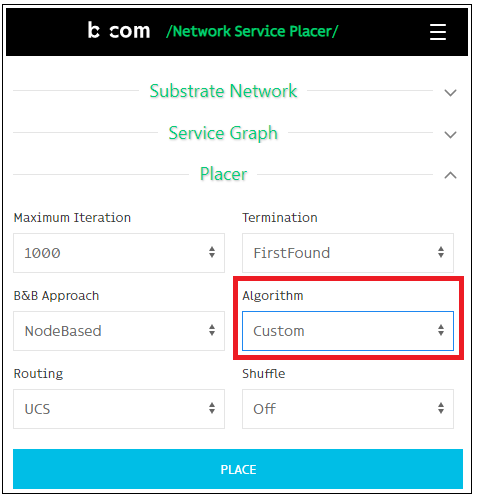 b com /Network Service Placer/
Substrate Network
Service Graph
Placer
Maximum Iteration Termination
1000 FirstFound
B&B Approach Algorithm
NodeBased Custom
Routing Shuffle
UCS Off
PLACE